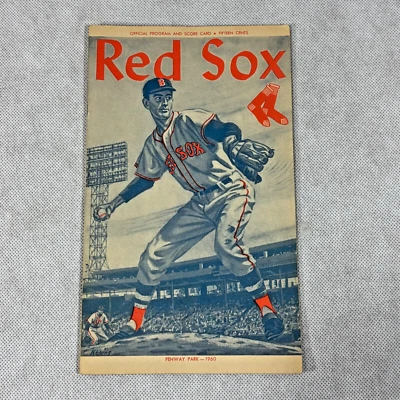 OFFICIAL PROGRAM AND SCORE CARD • FIFTEEN CENTS
Red Sox
B
SOX
FENWAY PARK—1960